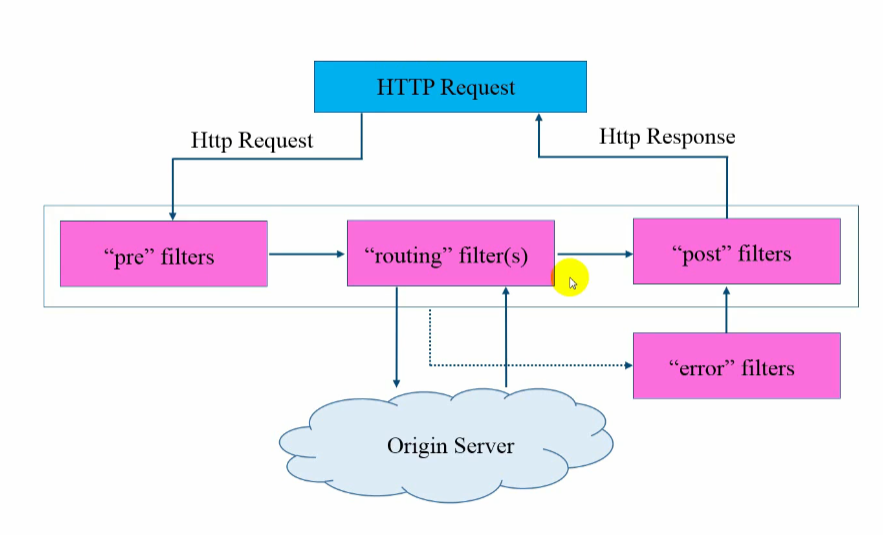 HTTP Request
Http Request
Http Response
“pre” filters
“routing” filter(s)
“post” filters
“error” filters
Origin Server